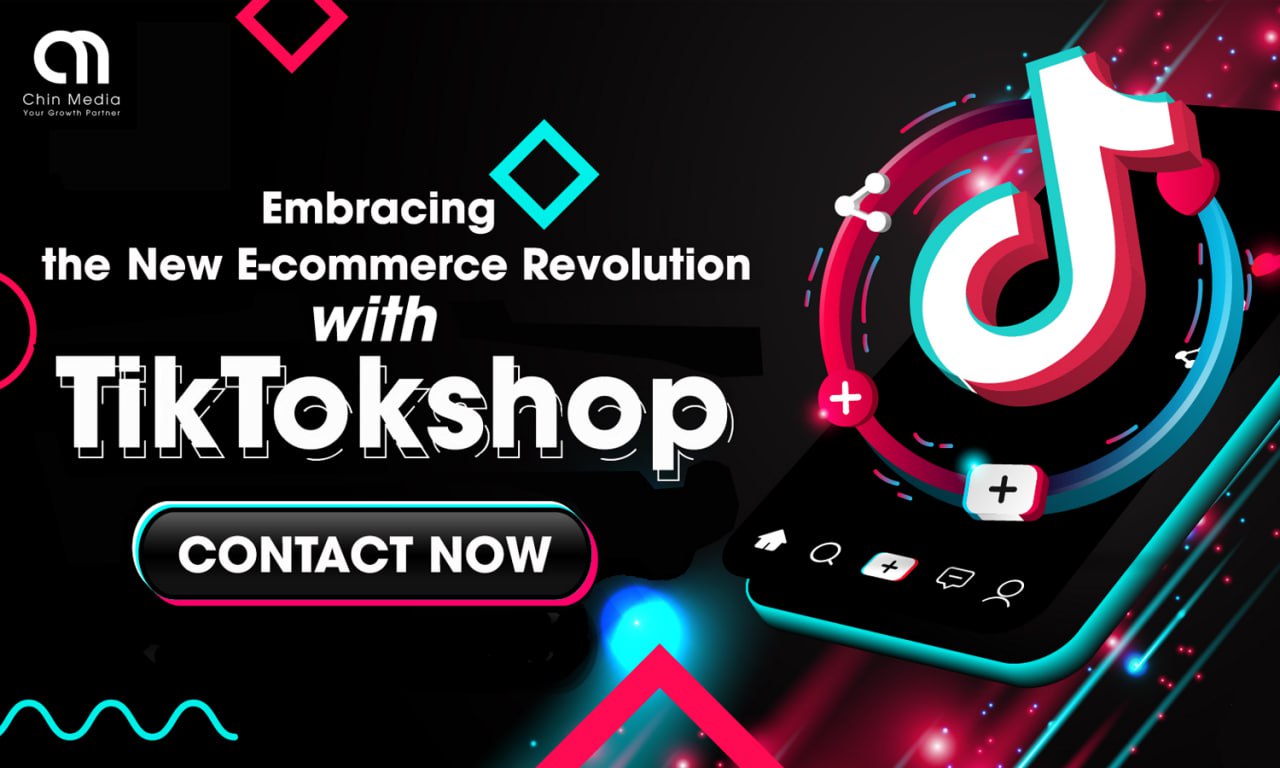 Chin Media
Your Growth Partner
Embracing
the New E-commerce Revolution
with
TikTokshop
CONTACT NOW